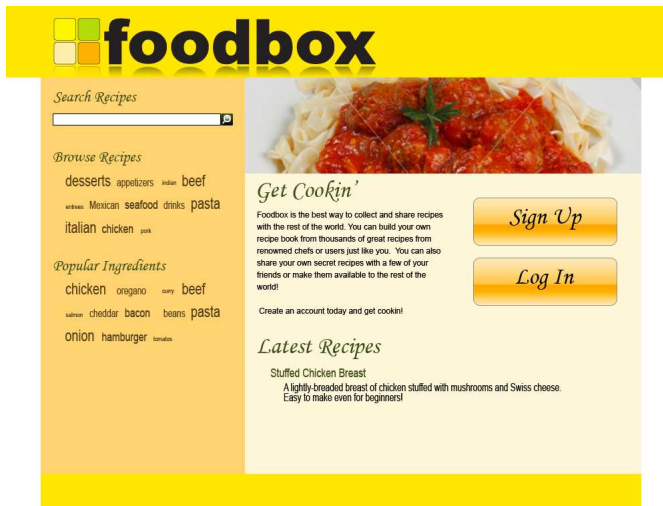 foodbox
Search Recipes
Browse Recipes
desserts appetizers indian beef
entrees Mexican seafood drinks pasta
italian chicken pork
Popular Ingredients
chicken oregano curry beef
salmon cheddar bacon beans pasta
onion hamburger tomatos
Get Cookin'
Foodbox is the best way to collect and share recipes
with the rest of the world. You can build your own
recipe book from thousands of great recipes from
renowned chefs or users just like you. You can also
share your own secret recipes with a few of your
friends or make them available to the rest of the
world!
Create an account today and get cookin!
Sign Up
Log In
Latest Recipes
Stuffed Chicken Breast
A lightly-breaded breast of chicken stuffed with mushrooms and Swiss cheese.
Easy to make even for beginners!